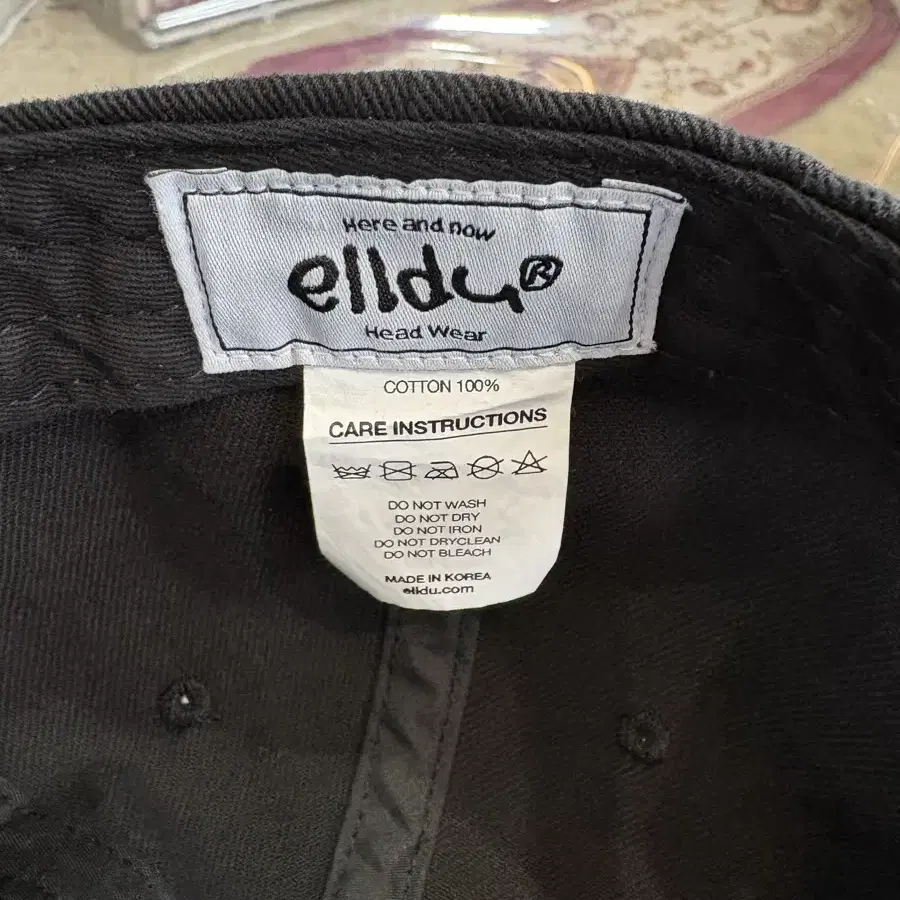 Here and now
elldu®
Head Wear
COTTON 100%
CARE INSTRUCTIONS
DO NOT WASH
DO NOT DRY
DO NOT IRON
DO NOT DRYCLEAN
DO NOT BLEACH
MADE IN KOREA
elldu.com